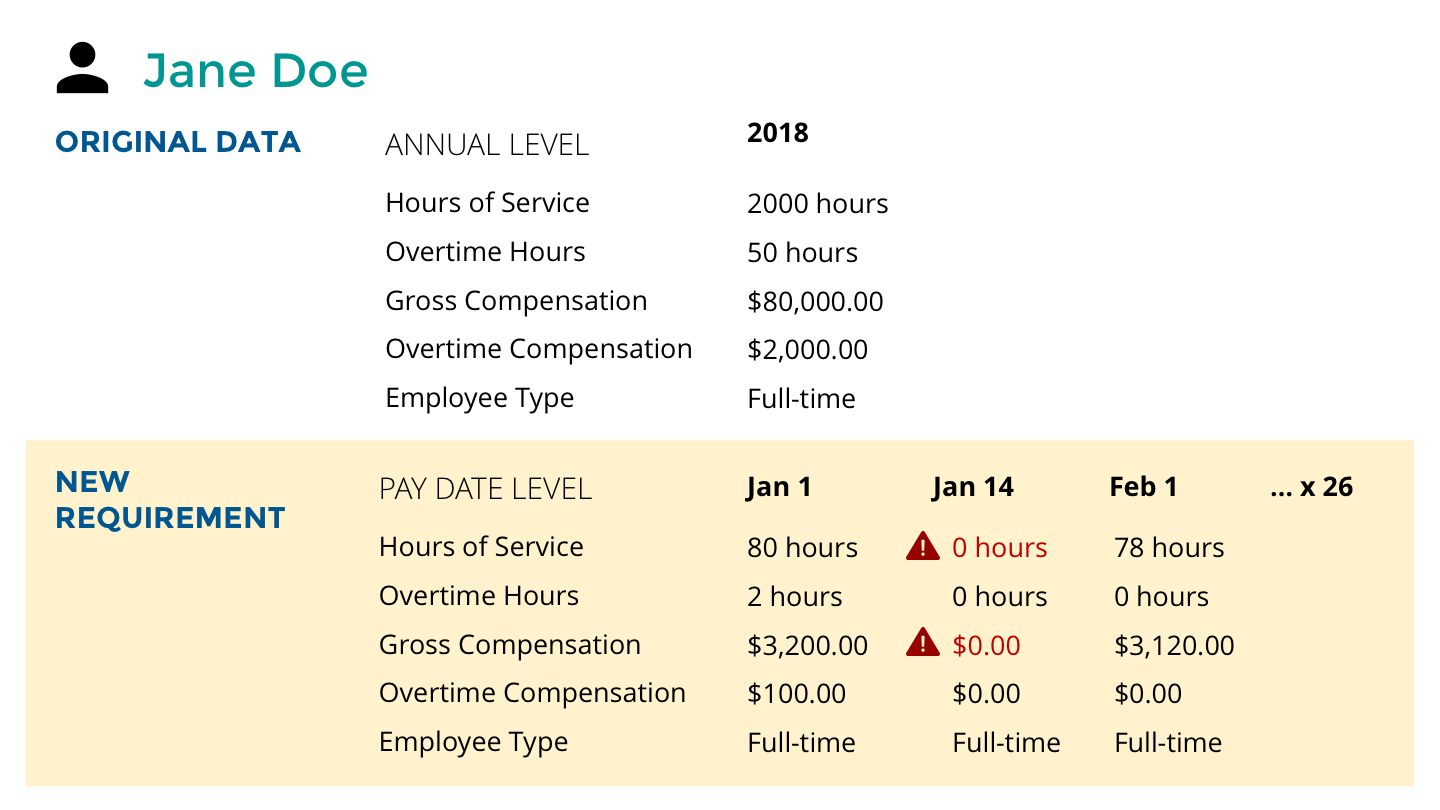 Jane Doe
ORIGINAL DATA ANNUAL LEVEL 2018
Hours of Service 2000 hours
Overtime Hours 50 hours
Gross Compensation $80,000.00
Overtime Compensation $2,000.00
Employee Type Full-time
NEW REQUIREMENT PAY DATE LEVEL Jan 1 Jan 14 Feb 1 ... x 26
Hours of Service 80 hours 0 hours 78 hours
Overtime Hours 2 hours 0 hours 0 hours
Gross Compensation $3,200.00 $0.00 $3,120.00
Overtime Compensation $100.00 $0.00 $0.00
Employee Type Full-time Full-time Full-time